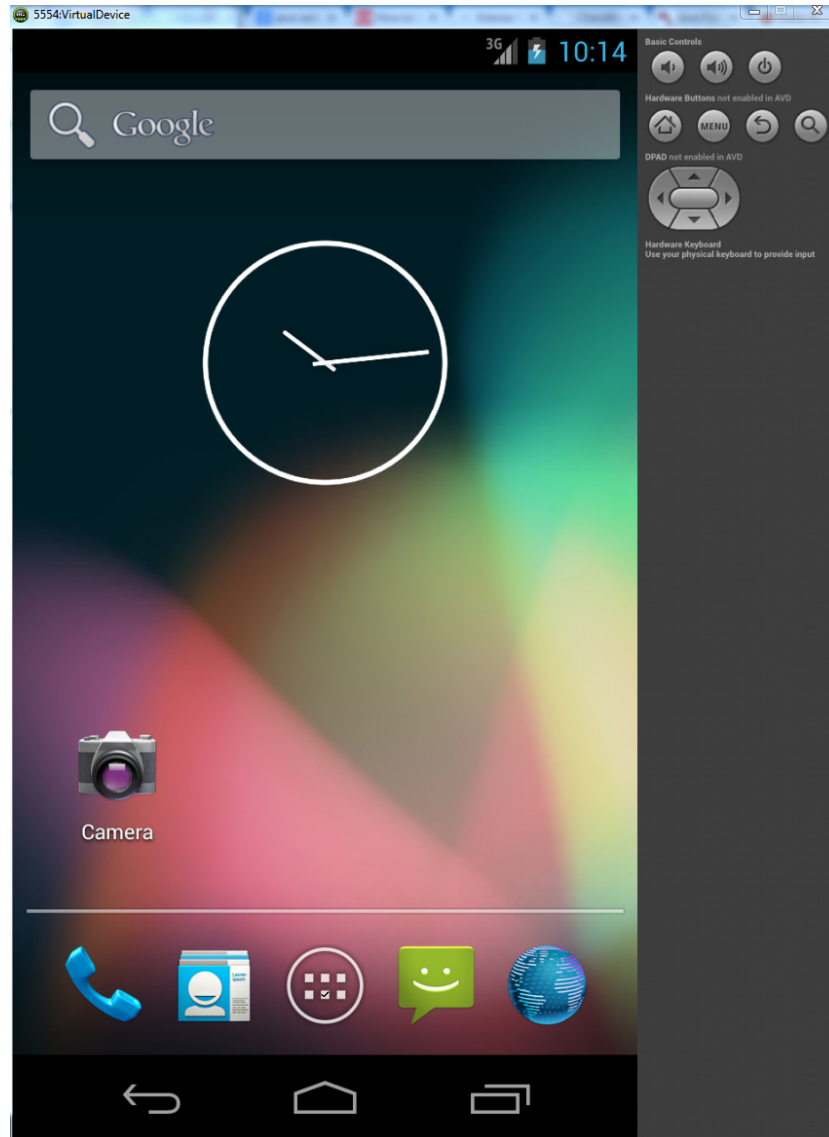 5554:VirtualDevice
3G 10:14
Google
Camera
Basic Controls
Hardware Buttons not enabled in AVD
MENU
DPAD not enabled in AVD
Hardware Keyboard
Use your physical keyboard to provide input